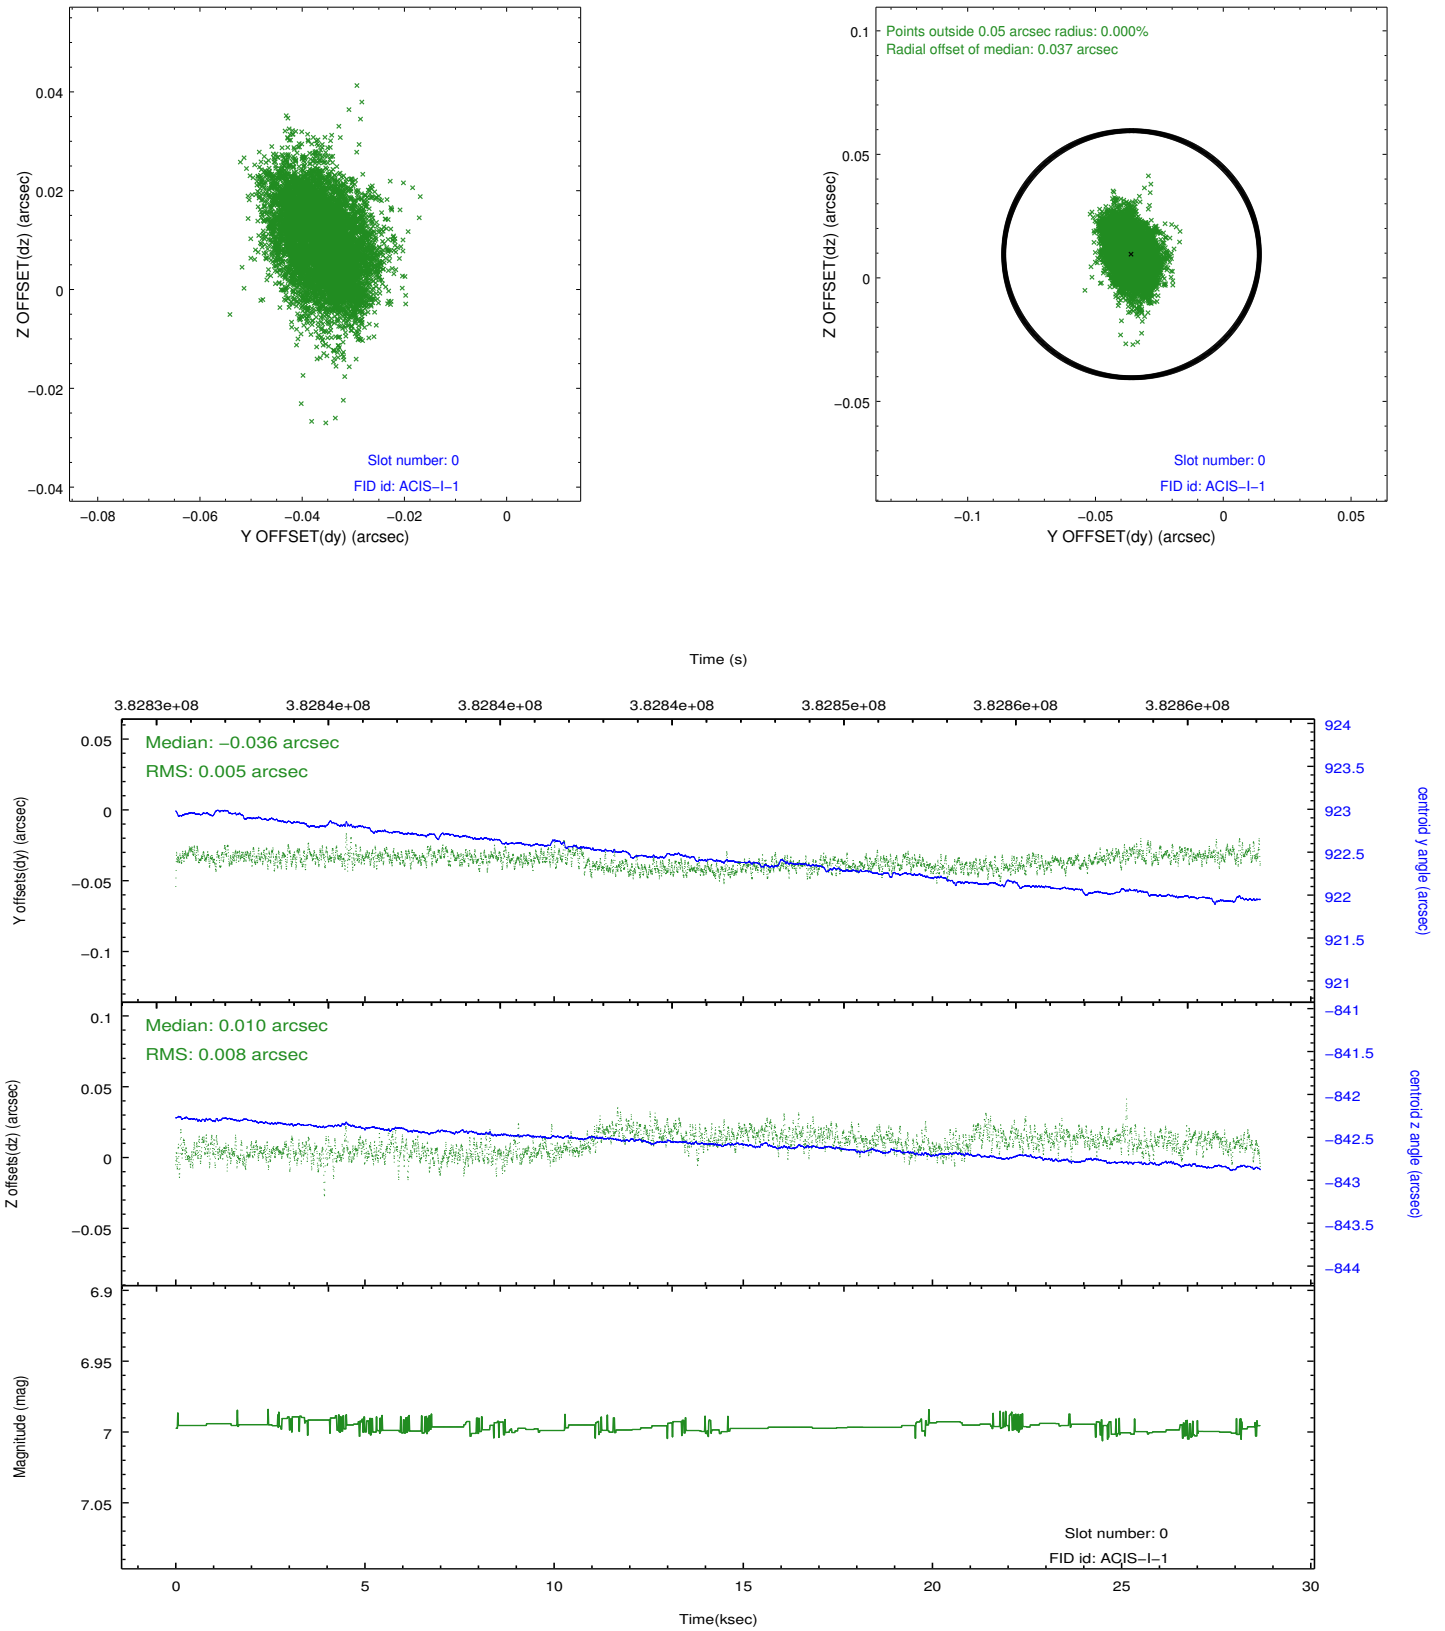 0.04
0.02
0
−0.02
−0.04
Z OFFSET(dz) (arcsec)
Slot number: 0
FID id: ACIS−I−1
−0.08 −0.06 −0.04 −0.02 0
Y OFFSET(dy) (arcsec)
Points outside 0.05 arcsec radius: 0.000%
Radial offset of median: 0.037 arcsec
0.1
0.05
0
−0.05
Z OFFSET(dz) (arcsec)
Slot number: 0
FID id: ACIS−I−1
−0.1 −0.05 0 0.05
Y OFFSET(dy) (arcsec)
Time (s)
3.8283e+08 3.8284e+08 3.8284e+08 3.8284e+08 3.8285e+08 3.8286e+08 3.8286e+08
Median: −0.036 arcsec
RMS: 0.005 arcsec
0.05
0
−0.05
−0.1
Y offsets(dy) (arcsec)
924
923.5
923
922.5
922
921.5
921
centroid y angle (arcsec)
Median: 0.010 arcsec
RMS: 0.008 arcsec
0.1
0.05
0
−0.05
Z offsets(dz) (arcsec)
−841
−841.5
−842
−842.5
−843
−843.5
−844
centroid z angle (arcsec)
6.9
6.95
7
7.05
Magnitude (mag)
Slot number: 0
FID id: ACIS−I−1
0 5 10 15 20 25 30
Time(ksec)